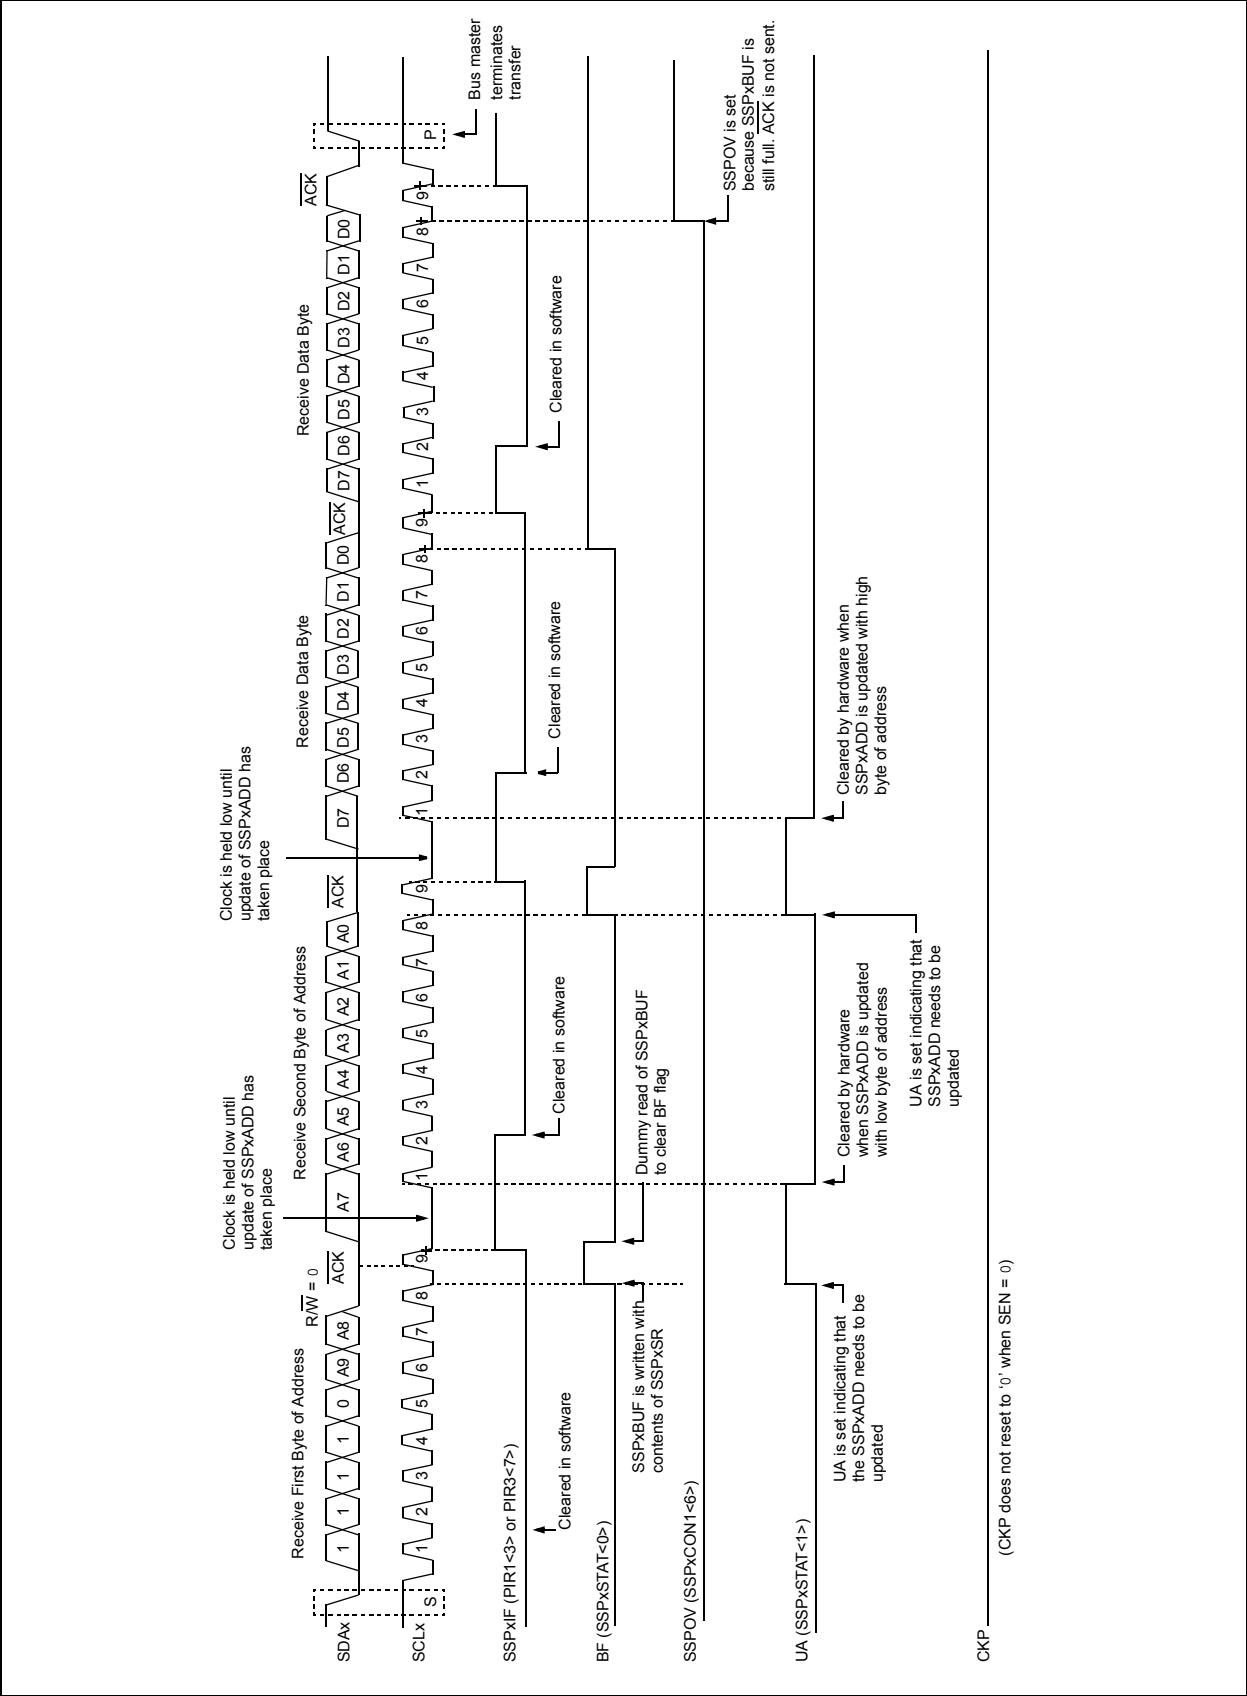 Clock is held low until
update of SSPxADD has
taken place
Clock is held low until
update of SSPxADD has
taken place
Receive First Byte of Address
R/W = 0
Receive Second Byte of Address
Receive Data Byte
Receive Data Byte
ACK
SDAx
1 1 1 1 0 A9 A8 ACK A7 A6 A5 A4 A3 A2 A1 A0 ACK D7 D6 D5 D4 D3 D2 D1 D0 ACK D7 D6 D5 D4 D3 D2 D1 D0
SCLx
S 1 2 3 4 5 6 7 8 9 1 2 3 4 5 6 7 8 9 1 2 3 4 5 6 7 8 9 1 2 3 4 5 6 7 8 9 P
Bus master
terminates
transfer
SSPxIF (PIR1<3> or PIR3<7>)
Cleared in software
Cleared in software
Cleared in software
Cleared in software
BF (SSPxSTAT<0>)
SSPxBUF is written with
contents of SSPxSR
Dummy read of SSPxBUF
to clear BF flag
SSPOV (SSPxCON1<6>)
SSPOV is set
because SSPxBUF is
still full. ACK is not sent.
UA (SSPxSTAT<1>)
UA is set indicating that
the SSPxADD needs to be
updated
Cleared by hardware
when SSPxADD is updated
with low byte of address
UA is set indicating that
SSPxADD needs to be
updated
Cleared by hardware when
SSPxADD is updated with high
byte of address
CKP
(CKP does not reset to ‘0’ when SEN = 0)